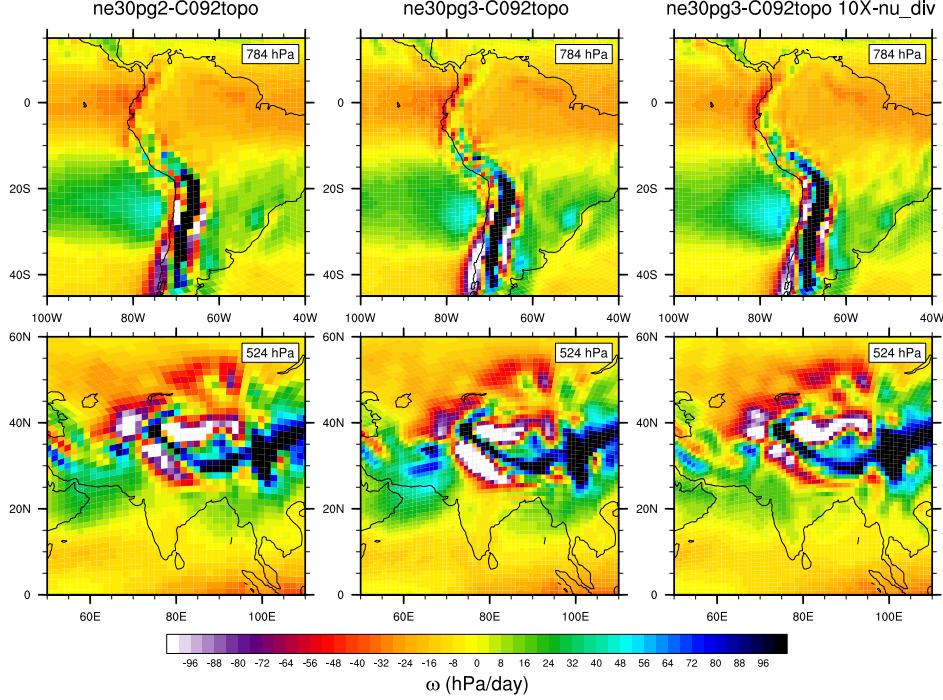 ne30pg2-C092topo ne30pg3-C092topo ne30pg3-C092topo 10X-nu_div
784 hPa 784 hPa 784 hPa
0 0 0
20S 20S 20S
40S 40S 40S
100W 80W 60W 40W 100W 80W 60W 40W 100W 80W 60W 40W
60N 60N 60N
524 hPa 524 hPa 524 hPa
40N 40N 40N
20N 20N 20N
0 0 0
60E 80E 100E 60E 80E 100E 60E 80E 100E
-96 -88 -80 -72 -64 -56 -48 -40 -32 -24 -16 -8 0 8 16 24 32 40 48 56 64 72 80 88 96
ω (hPa/day)